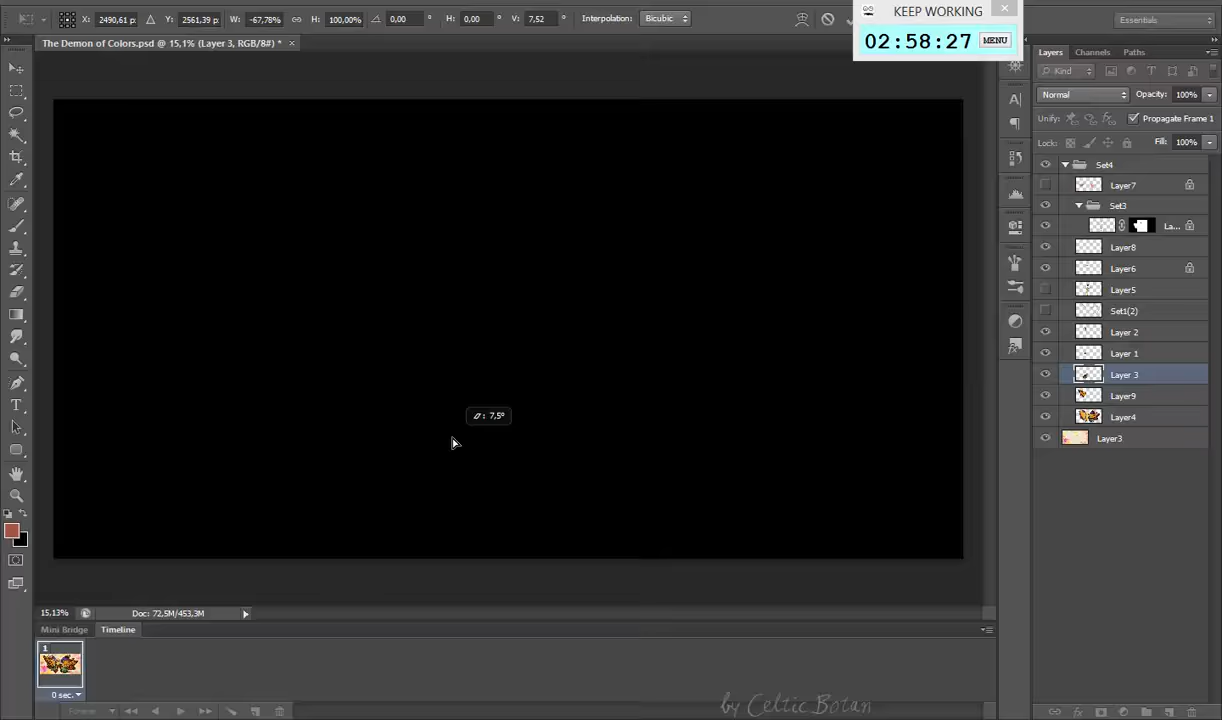 KEEP WORKING
02:58:27 MENU
X: 2490,61 p Y: 2561,39 p W: -67,78% H: 100,00% 0,00 ° H: 0,00 ° V: 7,52 ° Interpolation: Bicubic Essentials
The Demon of Colors.psd @ 15,1% (Layer 3, RGB/8#) * ×
Layers Channels Paths
Kind
Normal Opacity: 100%
Unify: Propagate Frame 1
Lock: Fill: 100%
Set4
Layer7
Set3
La...
Layer8
Layer6
Layer5
Set1(2)
Layer 2
Layer 1
Layer 3
Layer9
Layer4
Layer3
7,5°
15,13% Doc: 72,5M/453,3M
Mini Bridge Timeline
1
0 sec.
Forever
by Celtic Botan